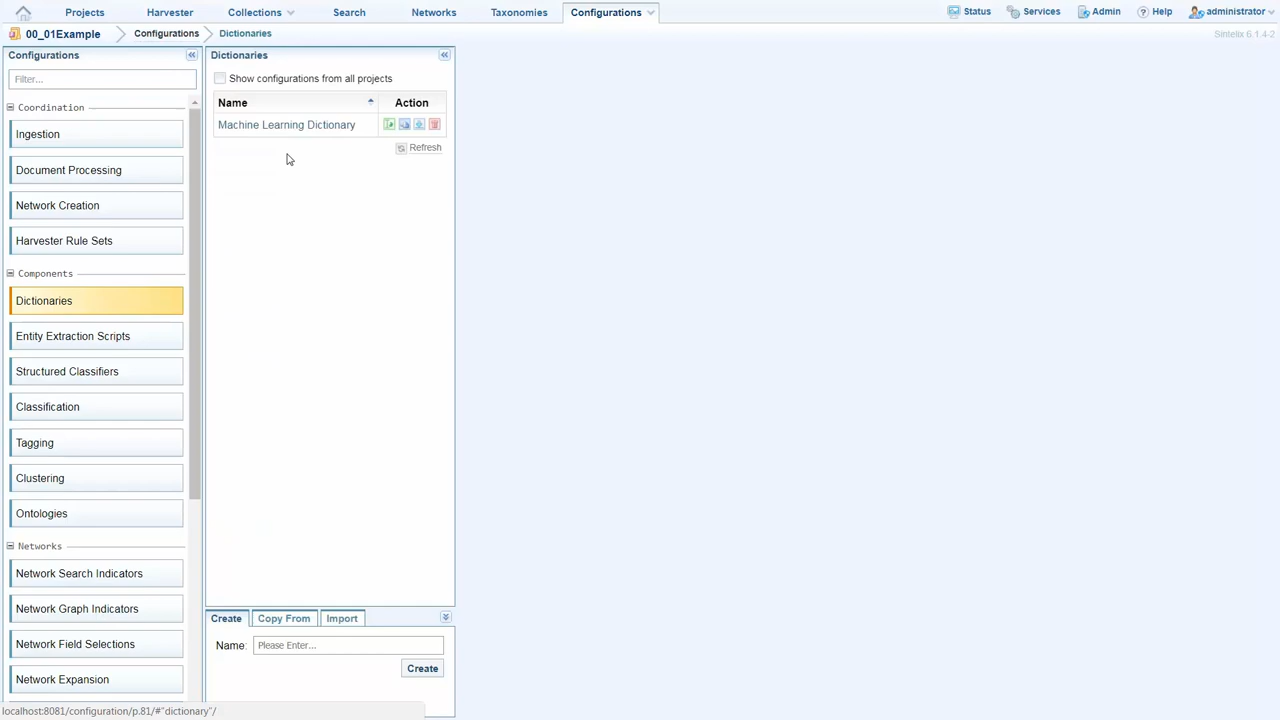 Projects Harvester Collections Search Networks Taxonomies Configurations Status Services Admin Help administrator
00_01Example Configurations Dictionaries Sintelix 6.1.4-2
Configurations
Filter...
Coordination
Ingestion
Document Processing
Network Creation
Harvester Rule Sets
Components
Dictionaries
Entity Extraction Scripts
Structured Classifiers
Classification
Tagging
Clustering
Ontologies
Networks
Network Search Indicators
Network Graph Indicators
Network Field Selections
Network Expansion
Dictionaries
Show configurations from all projects
Name Action
Machine Learning Dictionary
Refresh
Create Copy From Import
Name: Please Enter...
Create
localhost:8081/configuration/p.81/#"dictionary"/